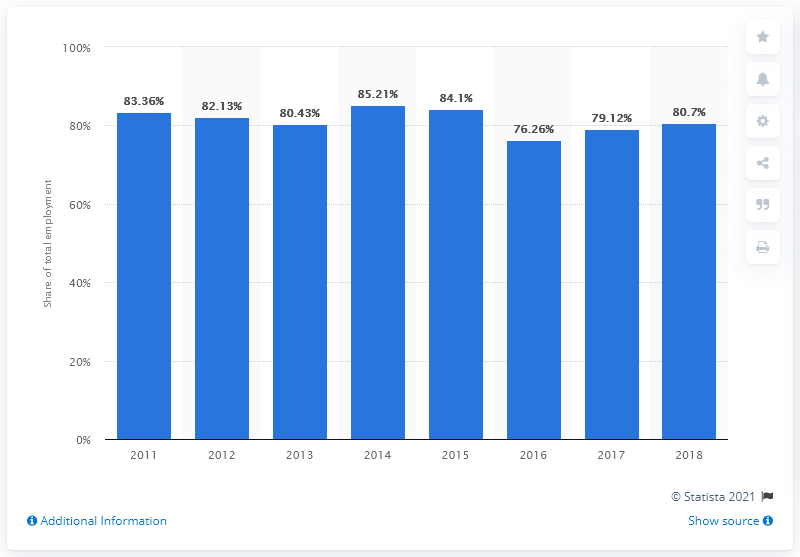 100%
80%
60%
40%
20%
0%
Share of total employment
83.36%
82.13%
80.43%
85.21%
84.1%
76.26%
79.12%
80.7%
2011 2012 2013 2014 2015 2016 2017 2018
© Statista 2021
Additional Information
Show source